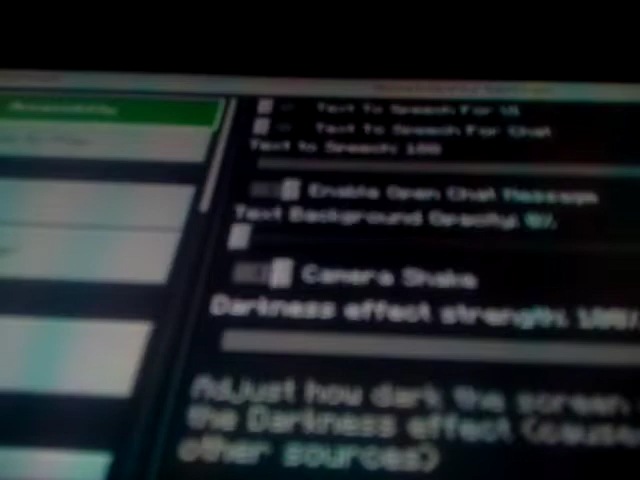 Accessibility
Text To Speech For UI
Text To Speech For Chat
Text to Speech: 100
Enable Open Chat Message
Text Background Opacity: 0%
Camera Shake
Darkness effect strength: 100%
Adjust how dark the screen
the Darkness effect (cause
other sources)